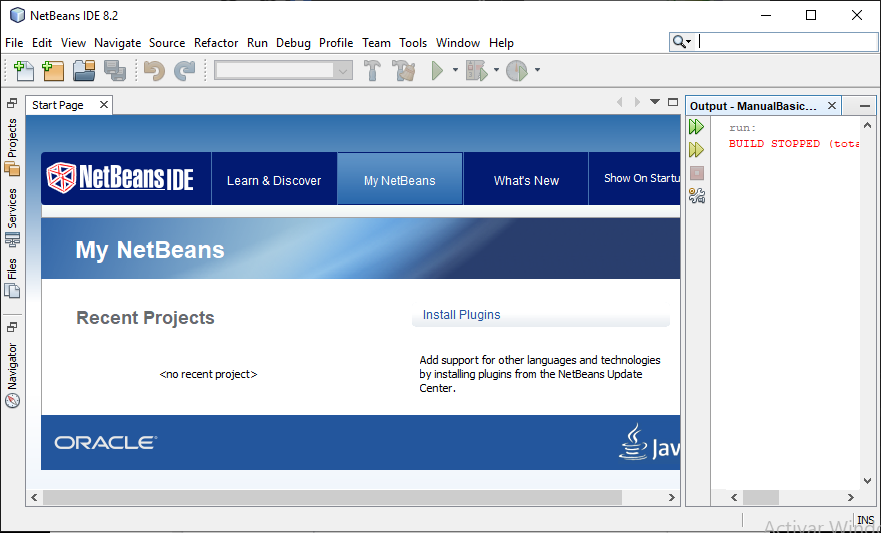 NetBeans IDE 8.2
File Edit View Navigate Source Refactor Run Debug Profile Team Tools Window Help
Start Page
Output - ManualBasic...
Projects
Services
Files
Navigator
NetBeans IDE
Learn & Discover
My NetBeans
What's New
Show On Startu
My NetBeans
Recent Projects
<no recent project>
Install Plugins
Add support for other languages and technologies
by installing plugins from the NetBeans Update
Center.
ORACLE
Jav
run:
BUILD STOPPED (tota
Activar Windo
INS